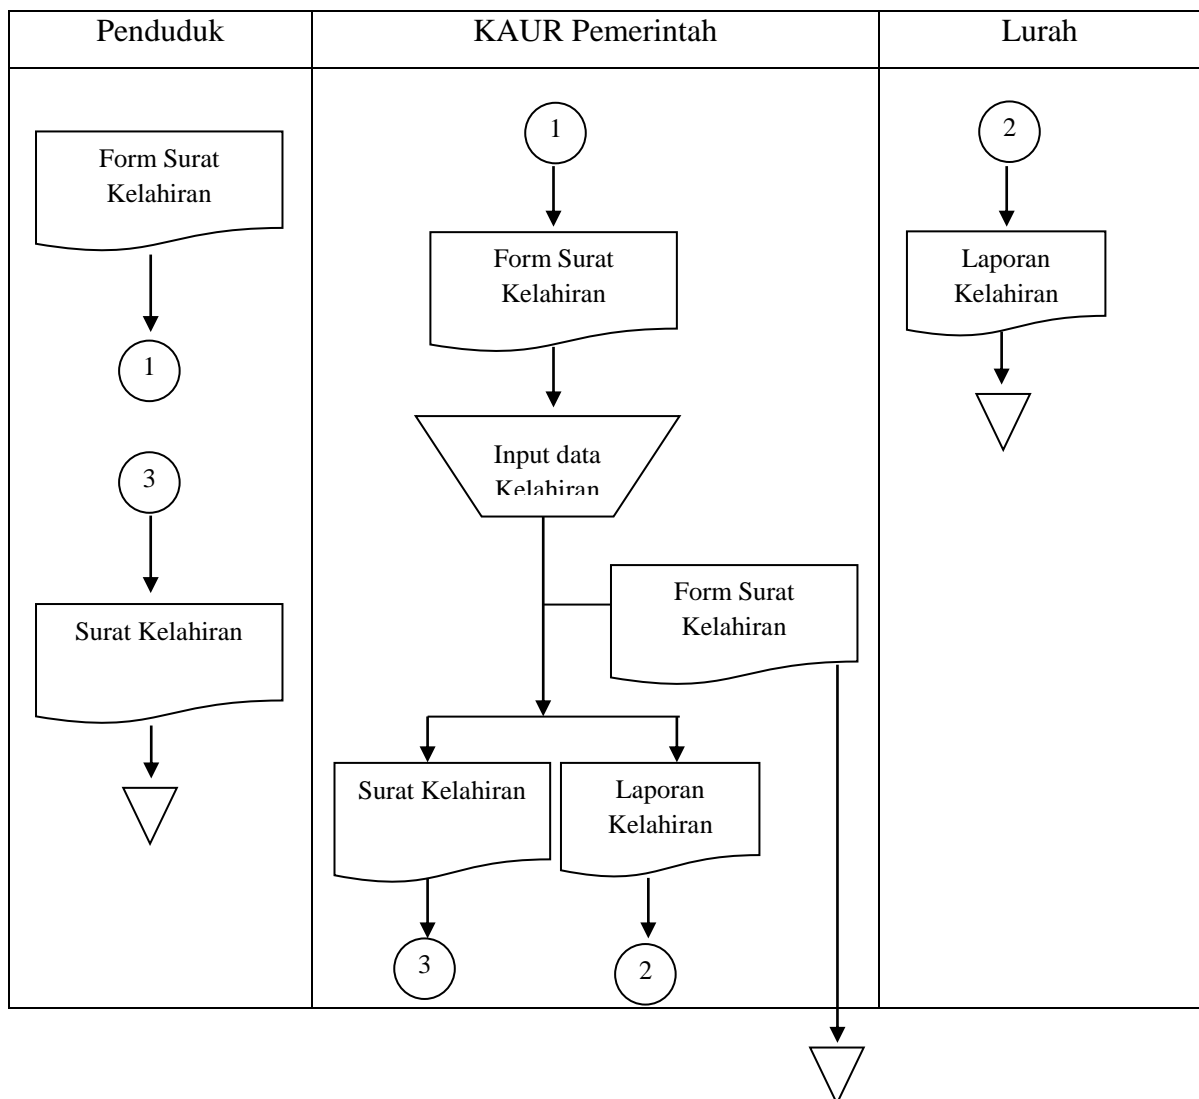 Penduduk
KAUR Pemerintah
Lurah
Form Surat
Kelahiran
1
3
Surat Kelahiran
1
Form Surat
Kelahiran
Input data
Kelahiran
Form Surat
Kelahiran
Surat Kelahiran
Laporan
Kelahiran
3
2
2
Laporan
Kelahiran